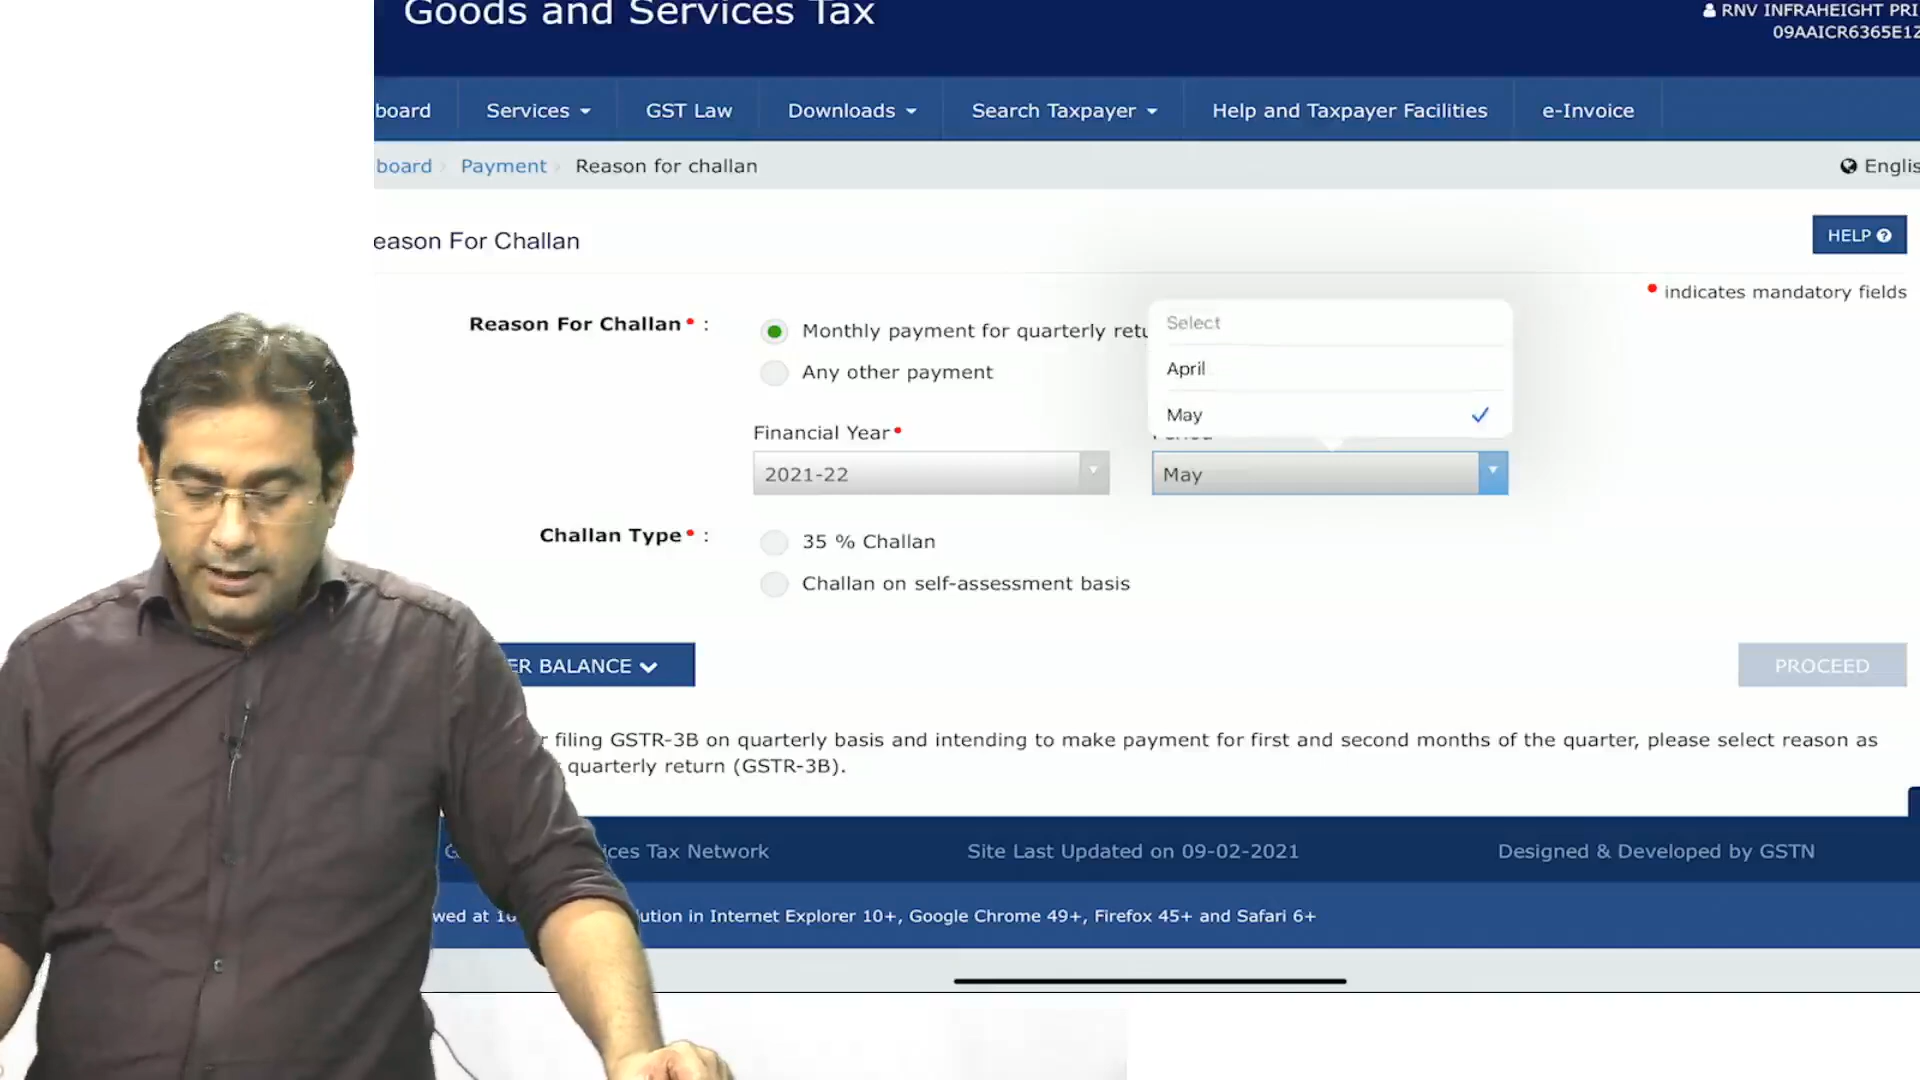 Goods and Services Tax
RNV INFRAHEIGHT PRI
09AAICR6365E1Z
board
Services
GST Law
Downloads
Search Taxpayer
Help and Taxpayer Facilities
e-Invoice
board
Payment
Reason for challan
Englis
eason For Challan
HELP
• indicates mandatory fields
Reason For Challan• :
Monthly payment for quarterly retu
Any other payment
Select
April
May
Financial Year•
2021-22
May
Challan Type• :
35 % Challan
Challan on self-assessment basis
ER BALANCE
PROCEED
r filing GSTR-3B on quarterly basis and intending to make payment for first and second months of the quarter, please select reason as
quarterly return (GSTR-3B).
ices Tax Network
Site Last Updated on 09-02-2021
Designed & Developed by GSTN
wed at
ution in Internet Explorer 10+, Google Chrome 49+, Firefox 45+ and Safari 6+